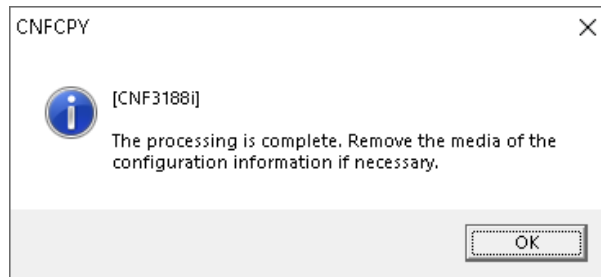 CNFCPY
[CNF3188i]
The processing is complete. Remove the media of the
configuration information if necessary.
OK